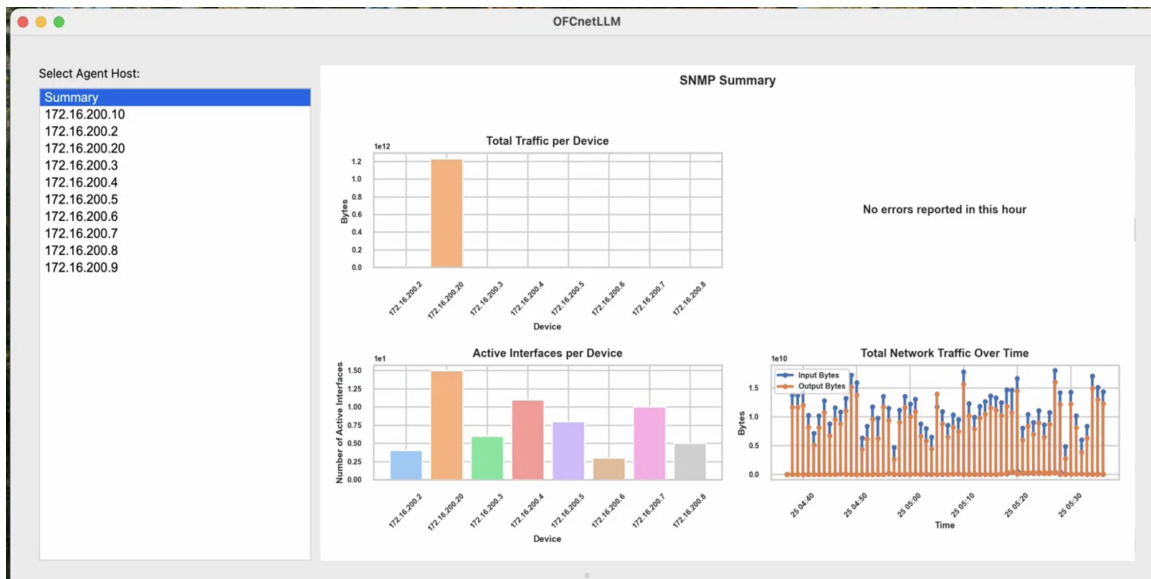 OFCnetLLM
Select Agent Host:
Summary
172.16.200.10
172.16.200.2
172.16.200.20
172.16.200.3
172.16.200.4
172.16.200.5
172.16.200.6
172.16.200.7
172.16.200.8
172.16.200.9
SNMP Summary
Total Traffic per Device
1e12
1.2
1.0
0.8
0.6
0.4
0.2
0.0
Bytes
172.16.200.2
172.16.200.20
172.16.200.3
172.16.200.4
172.16.200.5
172.16.200.6
172.16.200.7
172.16.200.8
Device
No errors reported in this hour
Active Interfaces per Device
1e1
1.50
1.25
1.00
0.75
0.50
0.25
0.00
Number of Active Interfaces
172.16.200.2
172.16.200.20
172.16.200.3
172.16.200.4
172.16.200.5
172.16.200.6
172.16.200.7
172.16.200.8
Device
Total Network Traffic Over Time
1e10
Input Bytes
Output Bytes
1.5
1.0
0.5
0.0
Bytes
25 04:40
25 04:50
25 05:00
25 05:10
25 05:20
25 05:30
Time